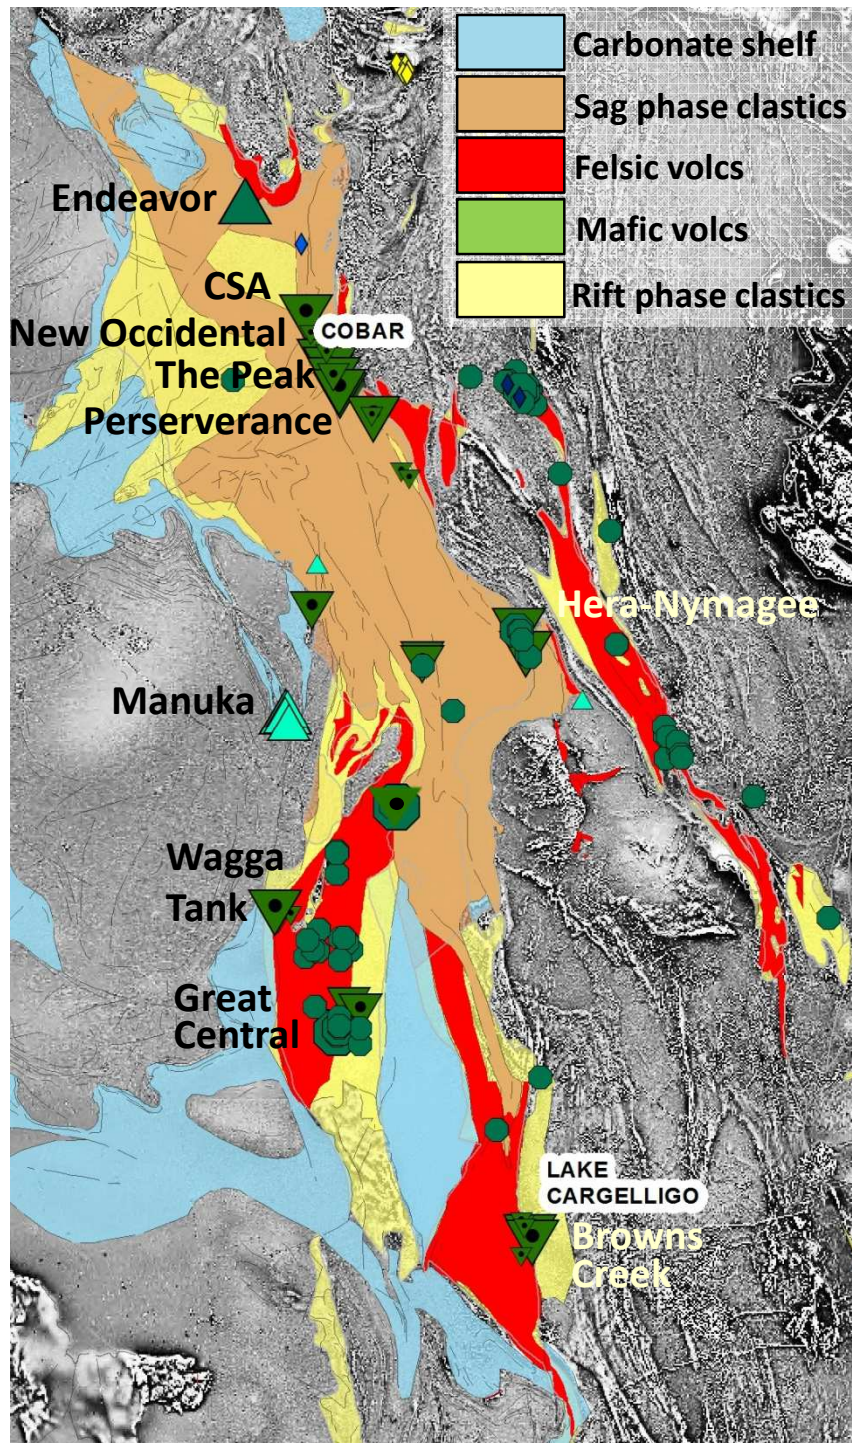 Carbonate shelf
Sag phase clastics
Felsic volcs
Mafic volcs
Rift phase clastics
Endeavor
CSA
New Occidental
COBAR
The Peak
Perserverance
Hera-Nymagee
Manuka
Wagga
Tank
Great
Central
LAKE
CARGELLIGO
Browns
Creek